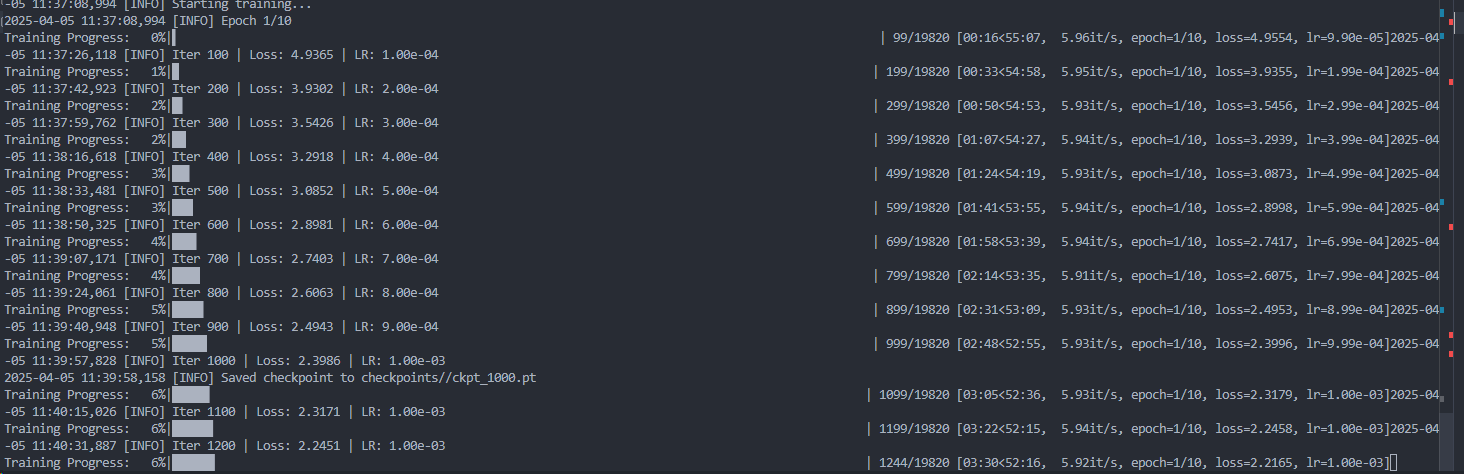 -05 11:37:08,994 [INFO] Starting training...
2025-04-05 11:37:08,994 [INFO] Epoch 1/10
Training Progress:   0%| | 99/19820 [00:16<55:07,  5.96it/s, epoch=1/10, loss=4.9554, lr=9.90e-05]2025-04
-05 11:37:26,118 [INFO] Iter 100 | Loss: 4.9365 | LR: 1.00e-04
Training Progress:   1%| | 199/19820 [00:33<54:58,  5.95it/s, epoch=1/10, loss=3.9355, lr=1.99e-04]2025-04
-05 11:37:42,923 [INFO] Iter 200 | Loss: 3.9302 | LR: 2.00e-04
Training Progress:   2%| | 299/19820 [00:50<54:53,  5.93it/s, epoch=1/10, loss=3.5456, lr=2.99e-04]2025-04
-05 11:37:59,762 [INFO] Iter 300 | Loss: 3.5426 | LR: 3.00e-04
Training Progress:   2%| | 399/19820 [01:07<54:27,  5.94it/s, epoch=1/10, loss=3.2939, lr=3.99e-04]2025-04
-05 11:38:16,618 [INFO] Iter 400 | Loss: 3.2918 | LR: 4.00e-04
Training Progress:   3%| | 499/19820 [01:24<54:19,  5.93it/s, epoch=1/10, loss=3.0873, lr=4.99e-04]2025-04
-05 11:38:33,481 [INFO] Iter 500 | Loss: 3.0852 | LR: 5.00e-04
Training Progress:   3%| | 599/19820 [01:41<53:55,  5.94it/s, epoch=1/10, loss=2.8998, lr=5.99e-04]2025-04
-05 11:38:50,325 [INFO] Iter 600 | Loss: 2.8981 | LR: 6.00e-04
Training Progress:   4%| | 699/19820 [01:58<53:39,  5.94it/s, epoch=1/10, loss=2.7417, lr=6.99e-04]2025-04
-05 11:39:07,171 [INFO] Iter 700 | Loss: 2.7403 | LR: 7.00e-04
Training Progress:   4%| | 799/19820 [02:14<53:35,  5.91it/s, epoch=1/10, loss=2.6075, lr=7.99e-04]2025-04
-05 11:39:24,061 [INFO] Iter 800 | Loss: 2.6063 | LR: 8.00e-04
Training Progress:   5%| | 899/19820 [02:31<53:09,  5.93it/s, epoch=1/10, loss=2.4953, lr=8.99e-04]2025-04
-05 11:39:40,948 [INFO] Iter 900 | Loss: 2.4943 | LR: 9.00e-04
Training Progress:   5%| | 999/19820 [02:48<52:55,  5.93it/s, epoch=1/10, loss=2.3996, lr=9.99e-04]2025-04
-05 11:39:57,828 [INFO] Iter 1000 | Loss: 2.3986 | LR: 1.00e-03
2025-04-05 11:39:58,158 [INFO] Saved checkpoint to checkpoints//ckpt_1000.pt
Training Progress:   6%| | 1099/19820 [03:05<52:36,  5.93it/s, epoch=1/10, loss=2.3179, lr=1.00e-03]2025-04
-05 11:40:15,026 [INFO] Iter 1100 | Loss: 2.3171 | LR: 1.00e-03
Training Progress:   6%| | 1199/19820 [03:22<52:15,  5.94it/s, epoch=1/10, loss=2.2458, lr=1.00e-03]2025-04
-05 11:40:31,887 [INFO] Iter 1200 | Loss: 2.2451 | LR: 1.00e-03
Training Progress:   6%| | 1244/19820 [03:30<52:16,  5.92it/s, epoch=1/10, loss=2.2165, lr=1.00e-03]